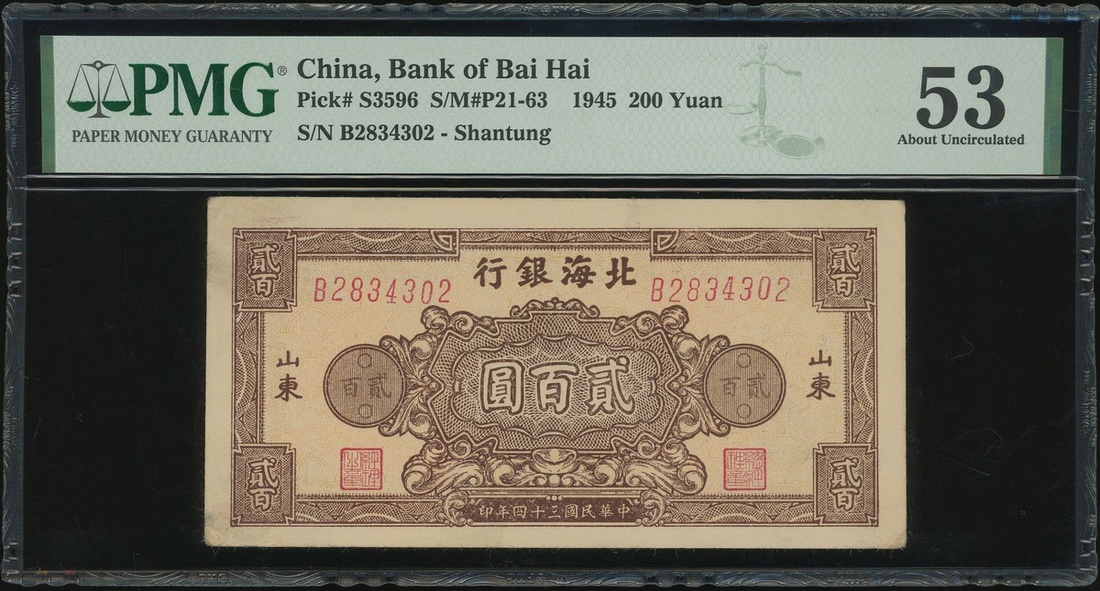 PMG®
PAPER MONEY GUARANTY
China, Bank of Bai Hai
Pick# S3596 S/M#P21-63 1945 200 Yuan
S/N B2834302 - Shantung
53
About Uncirculated
貳百
貳百
行銀海北
B2834302
B2834302
山東
山東
百貳
圓百貳
百貳
貳百
貳百
印年四十三國民華中